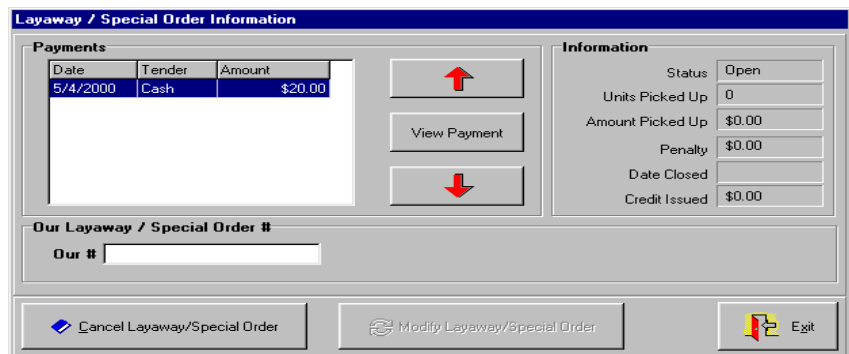 Layaway / Special Order Information
Payments
Date Tender Amount
5/4/2000 Cash $20.00
View Payment
Information
Status Open
Units Picked Up 0
Amount Picked Up $0.00
Penalty $0.00
Date Closed
Credit Issued $0.00
Our Layaway / Special Order #
Our #
Cancel Layaway/Special Order
Modify Layaway/Special Order
Exit